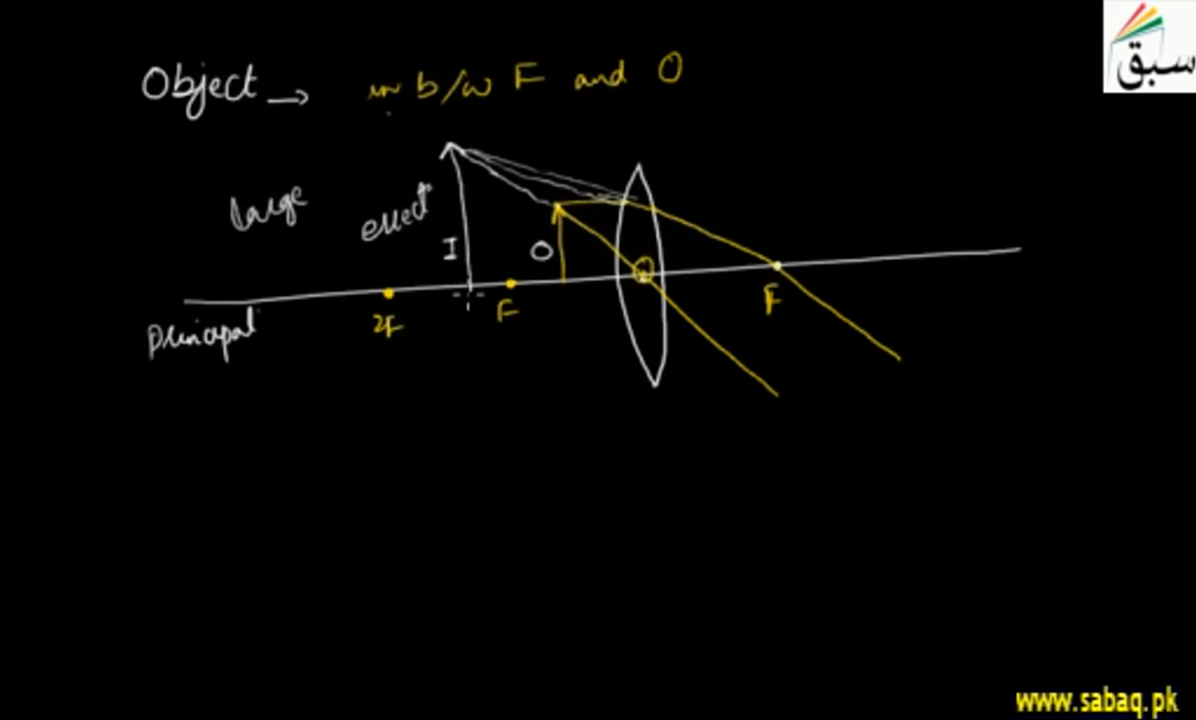 Object → in b/w F and O
سبق
large
erect
I
O
O
F
F
2F
Principal
www.sabaq.pk